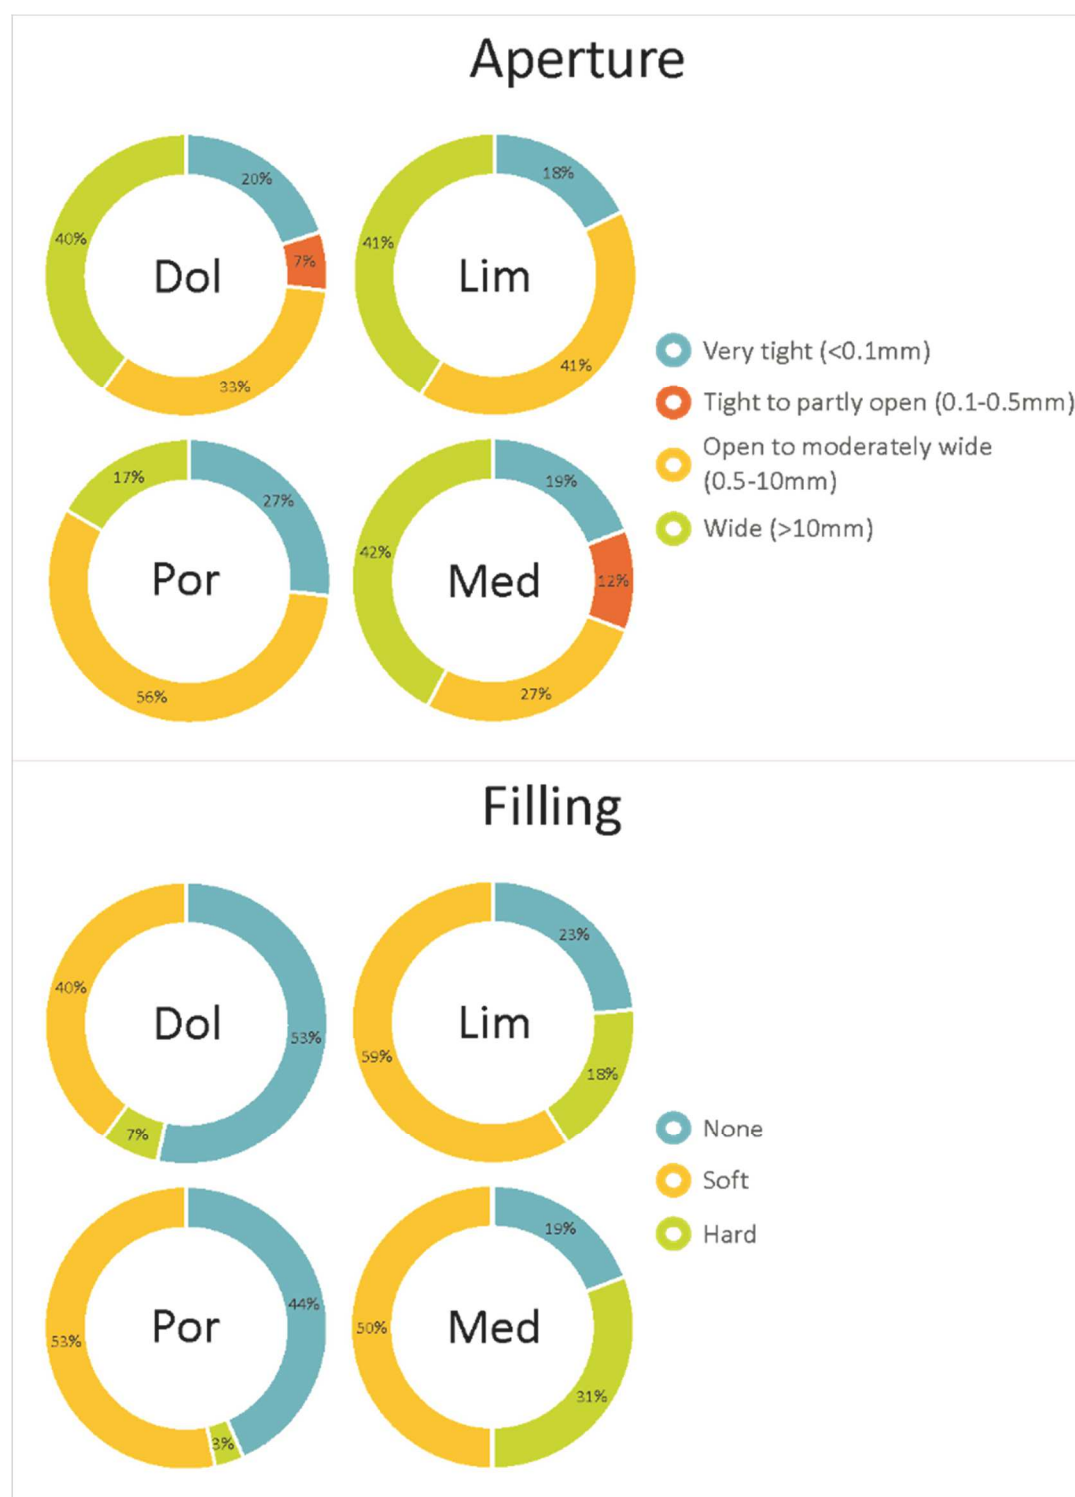 Aperture
20%
7%
33%
40%
Dol
18%
41%
41%
Lim
27%
56%
17%
Por
19%
12%
27%
42%
Med
Very tight (<0.1mm)
Tight to partly open (0.1-0.5mm)
Open to moderately wide
(0.5-10mm)
Wide (>10mm)
Filling
53%
7%
40%
Dol
23%
18%
59%
Lim
44%
3%
53%
Por
19%
31%
50%
Med
None
Soft
Hard